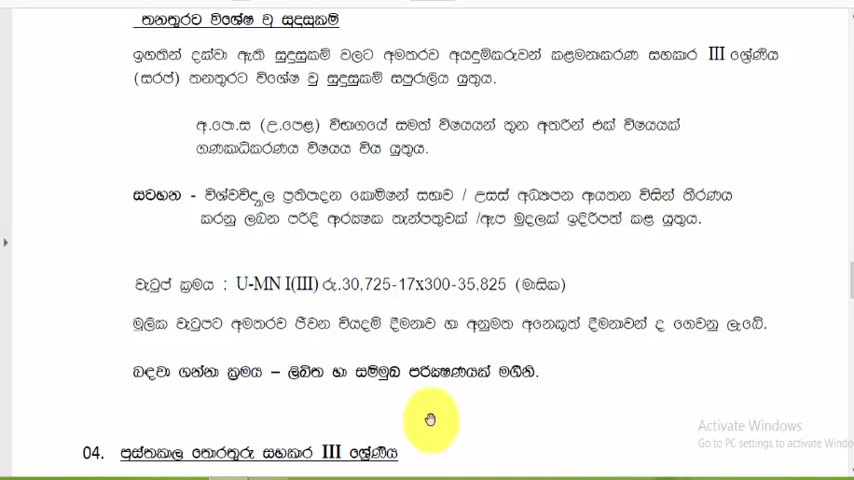 තනතුරට විශේෂ වූ සුදුසුකම්
ඉහතින් දක්වා ඇති සුදුසුකම් වලට අමතරව අයදුම්කරුවන් කළමනාකරණ සහකාර III ශ්‍රේණිය
(සරප්) තනතුරට විශේෂ වූ සුදුසුකම් සපුරාලිය යුතුය.
අ.පො.ස (උ.පෙළ) විභාගයේ සමත් විෂයයන් තුන අතරින් එක් විෂයයක්
ගණකාධිකරණය විෂයය විය යුතුය.
සටහන - විශ්වවිද්‍යාල ප්‍රතිපාදන කොමිෂන් සභාව / උසස් අධ්‍යාපන ආයතන විසින් තීරණය
කරනු ලබන පරිදි ආරක්ෂක තැන්පතුවක් /ඇප මුදලක් ඉදිරිපත් කළ යුතුය.
වැටුප් ක්‍රමය : U-MN I(III) රු.30,725-17x300-35,825 (මාසික)
මූලික වැටුපට අමතරව ජීවන වියදම් දීමනාව හා අනුමත අනෙකුත් දීමනාවන් ද ගෙවනු ලැබේ.
බඳවා ගන්නා ක්‍රමය – ලිඛිත හා සම්මුඛ පරීක්ෂණයක් මගිනි.
Activate Windows
Go to PC settings to activate Windo
04. පුස්තකාල තොරතුරු සහකාර III ශ්‍රේණිය